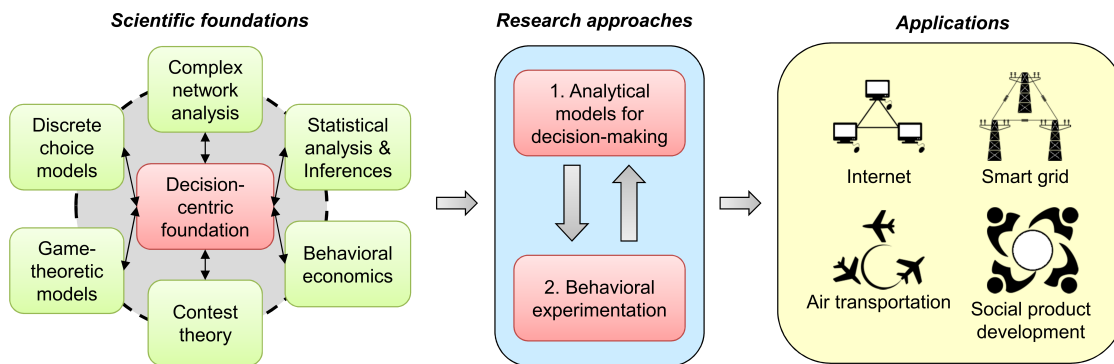 Scientific foundations
Complex
network
analysis
Discrete
choice
models
Statistical
analysis &
Inferences
Decision-
centric
foundation
Game-
theoretic
models
Behavioral
economics
Contest
theory
Research approaches
1. Analytical
models for
decision-making
2. Behavioral
experimentation
Applications
Internet
Smart grid
Air transportation
Social product
development